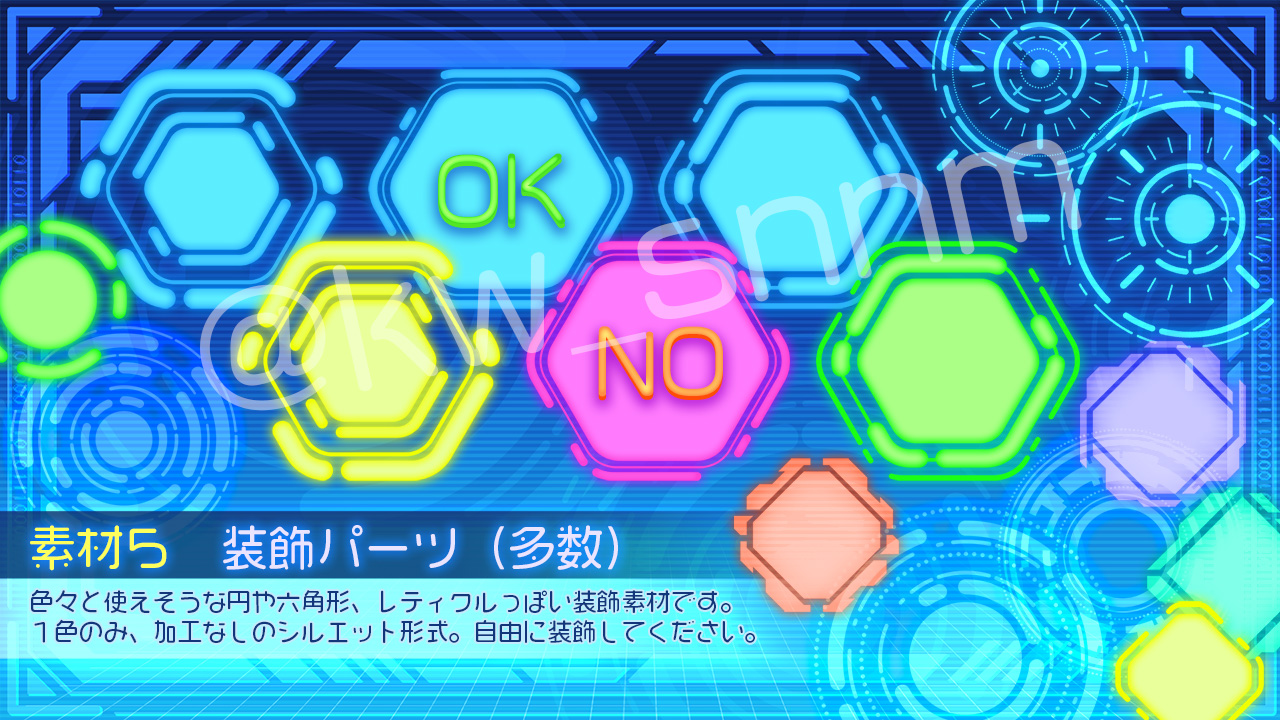 OK
NO
@kw_snnm
素材５　装飾パーツ（多数）
色々と使えそうな円や六角形、レティクルっぽい装飾素材です。
１色のみ、加工なしのシルエット形式。自由に装飾してください。